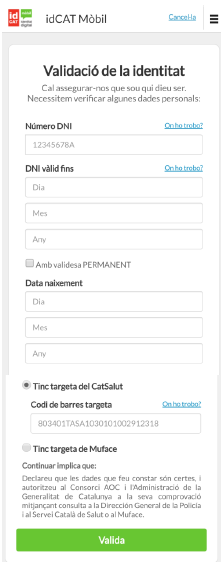 id CAT
idCAT Mòbil
Cancel·la
Validació de la identitat
Cal assegurar-nos que sou qui dieu ser.
Necessitem verificar algunes dades personals:
Número DNI
On ho trobo?
12345678A
DNI vàlid fins
On ho trobo?
Dia
Mes
Any
Amb validesa PERMANENT
Data naixement
Dia
Mes
Any
Tinc targeta del CatSalut
Codi de barres targeta
On ho trobo?
803401TASA1030101002912318
Tinc targeta de Muface
Continuar implica que:
Declareu que les dades que feu constar són certes, i
autoritzeu al Consorci AOC i l'Administració de la
Generalitat de Catalunya a la seva comprovació
mitjançant consulta a la Dirección General de la Policia
i al Servei Català de Salut o al Muface.
Valida